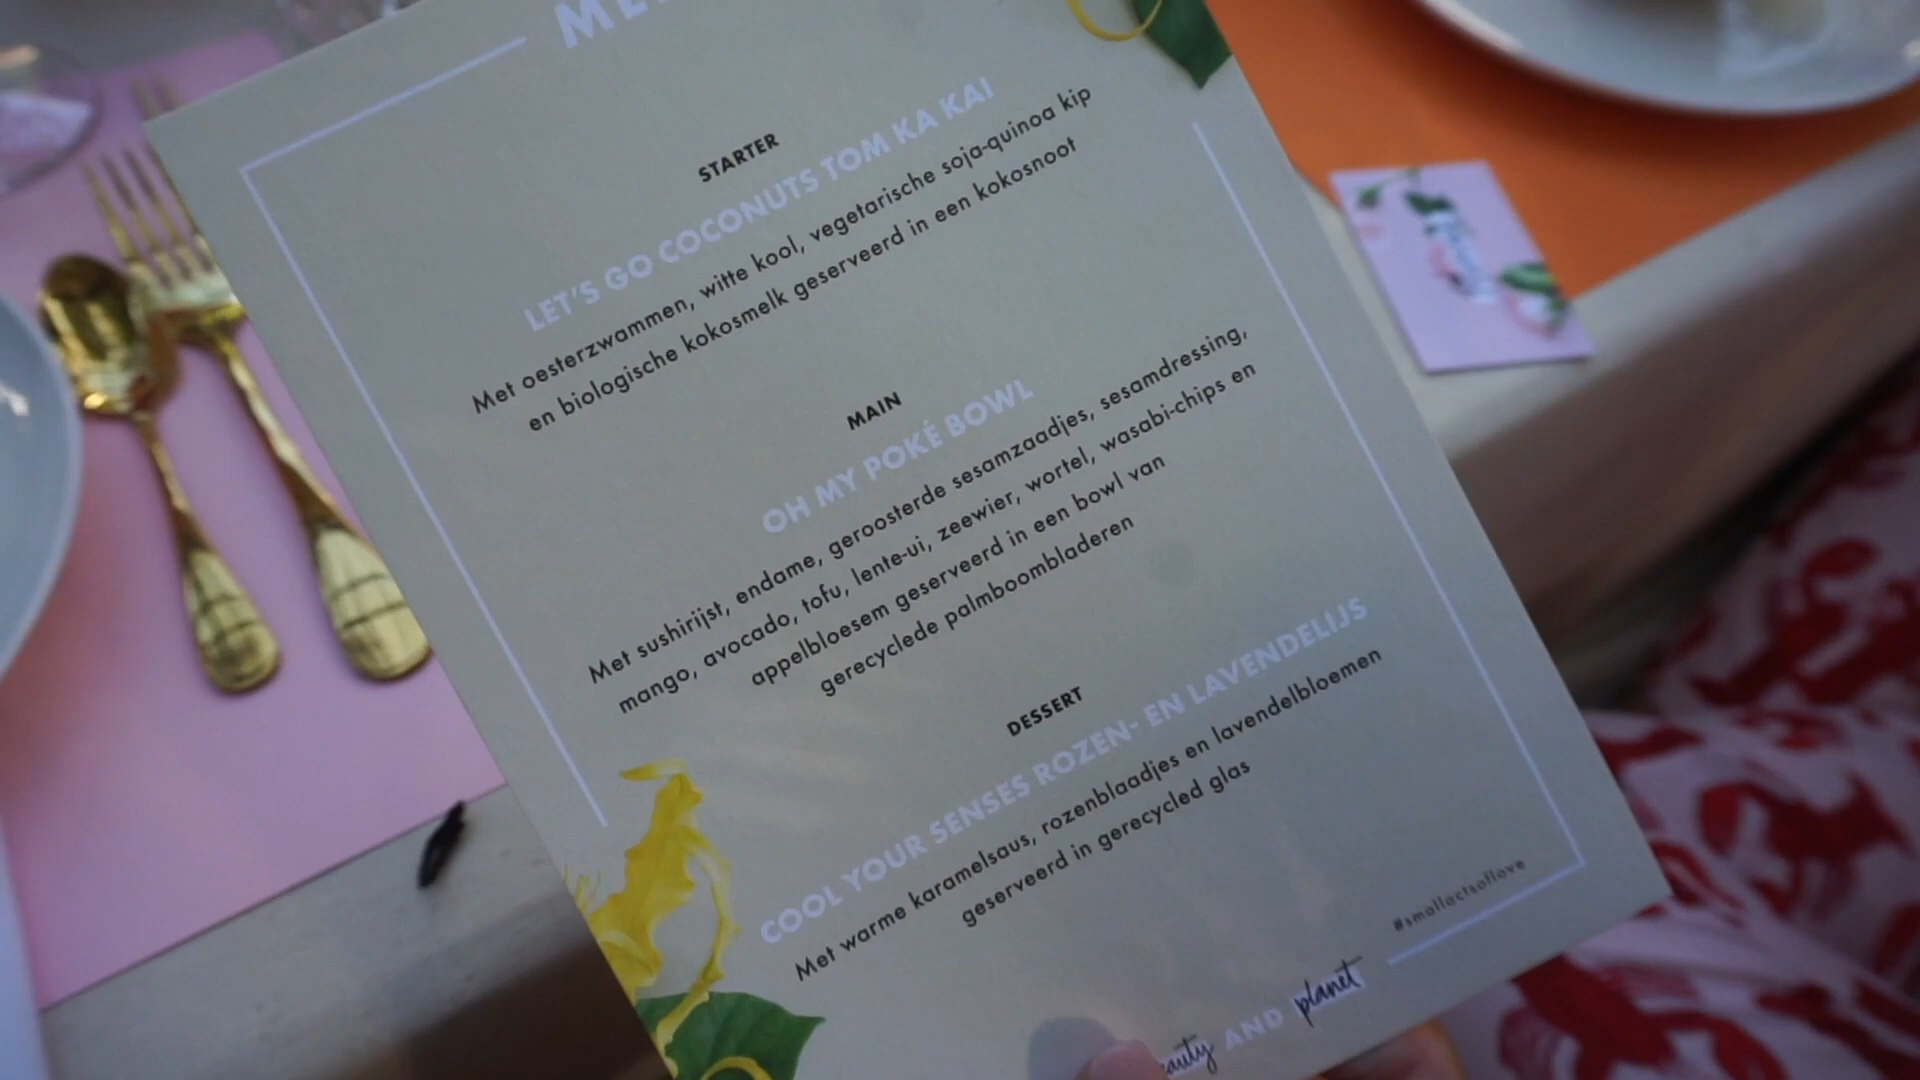 STARTER
LET'S GO COCONUTS TOM KA KAI
Met oesterzwammen, witte kool, vegetarische soja-quinoa kip
en biologische kokosmelk geserveerd in een kokosnoot
MAIN
OH MY POKÉ BOWL
Met sushirijst, endame, geroosterde sesamzaadjes, sesamdressing,
mango, avocado, tofu, lente-ui, zeewier, wortel, wasabi-chips en
appelbloesem geserveerd in een bowl van
gerecyclede palmboombladeren
DESSERT
COOL YOUR SENSES ROZEN- EN LAVENDELIJS
Met warme karamelsaus, rozenblaadjes en lavendelbloemen
geserveerd in gerecycled glas
#smallactsoflove
AND planet